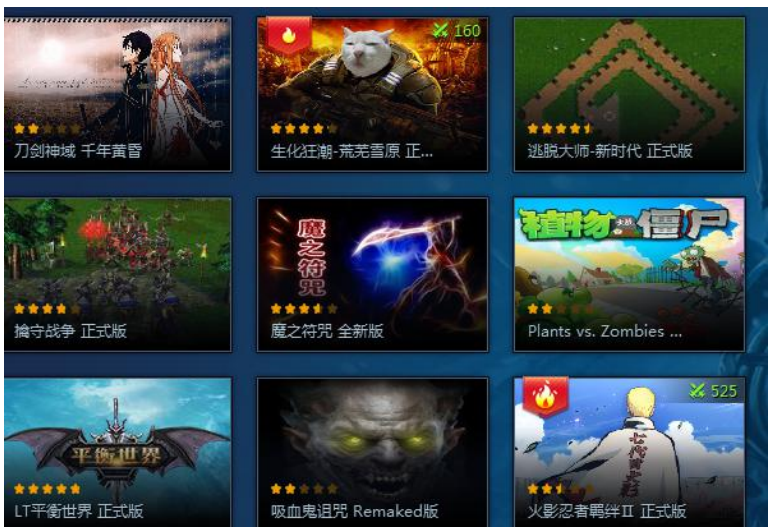 刀剑神域 千年黄昏
160
生化狂潮-荒芜雪原 正...
逃脱大师-新时代 正式版
擒守战争 正式版
魔之符咒
魔之符咒 全新版
植物大战僵尸
Plants vs. Zombies ...
平衡世界
LT平衡世界 正式版
吸血鬼诅咒 Remaked版
525
七代目火影
火影忍者羁绊Ⅱ 正式版